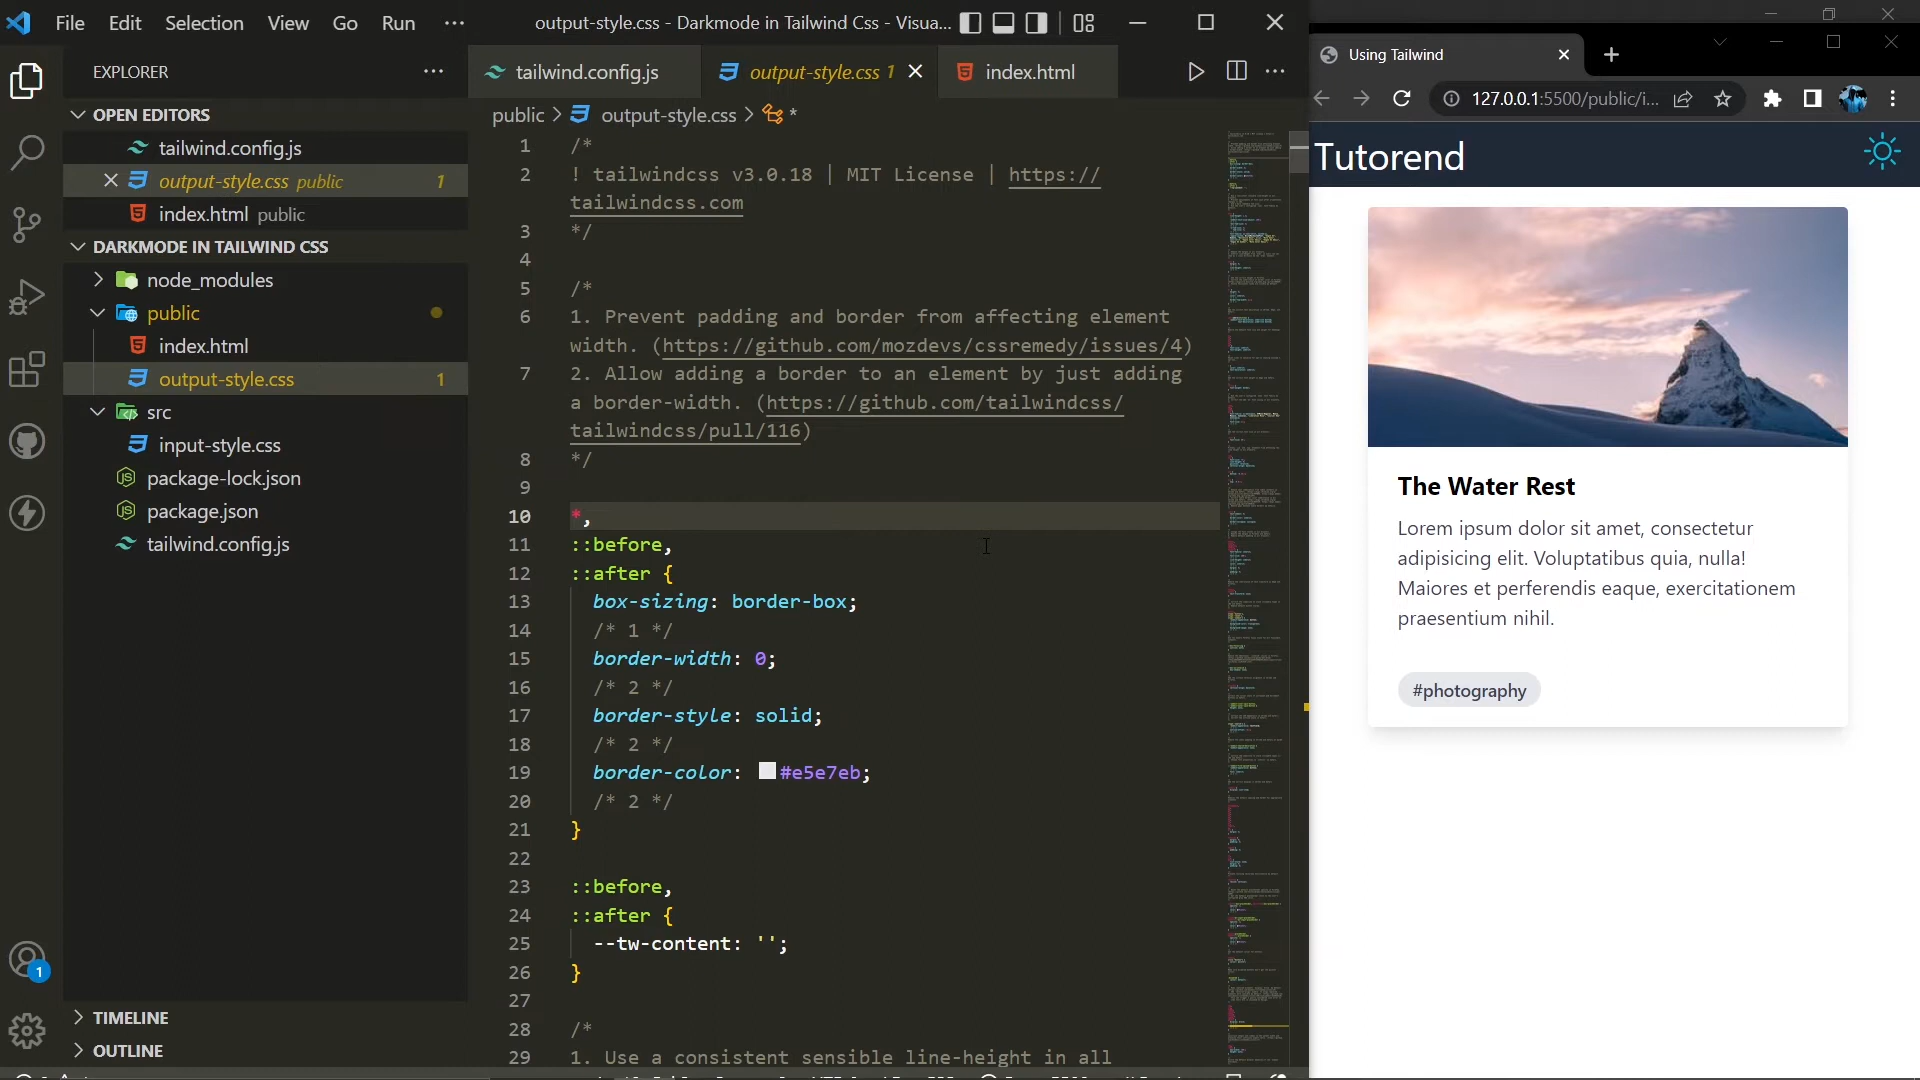 File Edit Selection View Go Run ···
output-style.css - Darkmode in Tailwind Css - Visua...
EXPLORER ···
OPEN EDITORS
tailwind.config.js
output-style.css public 1
index.html public
DARKMODE IN TAILWIND CSS
node_modules
public
index.html
output-style.css 1
src
input-style.css
package-lock.json
package.json
tailwind.config.js
1
TIMELINE
OUTLINE
tailwind.config.js
output-style.css 1
index.html
public > output-style.css > *
1 /*
2 ! tailwindcss v3.0.18 | MIT License | https://
tailwindcss.com
3 */
4
5 /*
6 1. Prevent padding and border from affecting element
width. (https://github.com/mozdevs/cssremedy/issues/4)
7 2. Allow adding a border to an element by just adding
a border-width. (https://github.com/tailwindcss/
tailwindcss/pull/116)
8 */
9
10 *,
11 ::before,
12 ::after {
13 box-sizing: border-box;
14 /* 1 */
15 border-width: 0;
16 /* 2 */
17 border-style: solid;
18 /* 2 */
19 border-color: #e5e7eb;
20 /* 2 */
21 }
22
23 ::before,
24 ::after {
25 --tw-content: '';
26 }
27
28 /*
29 1. Use a consistent sensible line-height in all
Using Tailwind
127.0.0.1:5500/public/i...
Tutorend
The Water Rest
Lorem ipsum dolor sit amet, consectetur
adipisicing elit. Voluptatibus quia, nulla!
Maiores et perferendis eaque, exercitationem
praesentium nihil.
#photography